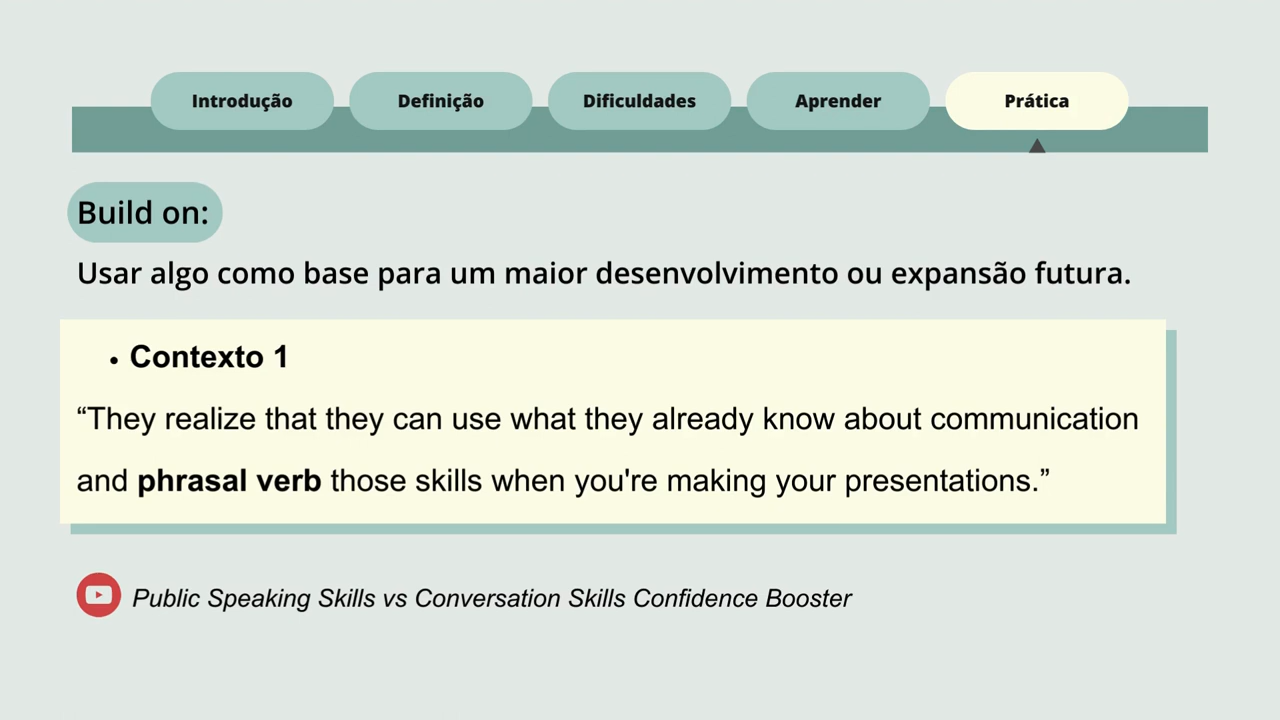 Introdução Definição Dificuldades Aprender Prática
Build on:
Usar algo como base para um maior desenvolvimento ou expansão futura.
• Contexto 1
“They realize that they can use what they already know about communication
and phrasal verb those skills when you're making your presentations.”
Public Speaking Skills vs Conversation Skills Confidence Booster